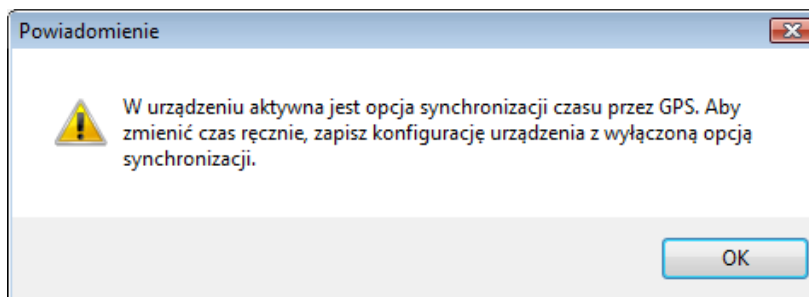 Powiadomienie
W urządzeniu aktywna jest opcja synchronizacji czasu przez GPS. Aby
zmienić czas ręcznie, zapisz konfigurację urządzenia z wyłączoną opcją
synchronizacji.
OK